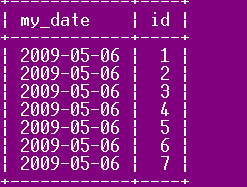 +------------+----+
| my_date    | id |
+------------+----+
| 2009-05-06 |  1 |
| 2009-05-06 |  2 |
| 2009-05-06 |  3 |
| 2009-05-06 |  4 |
| 2009-05-06 |  5 |
| 2009-05-06 |  6 |
| 2009-05-06 |  7 |
+------------+----+